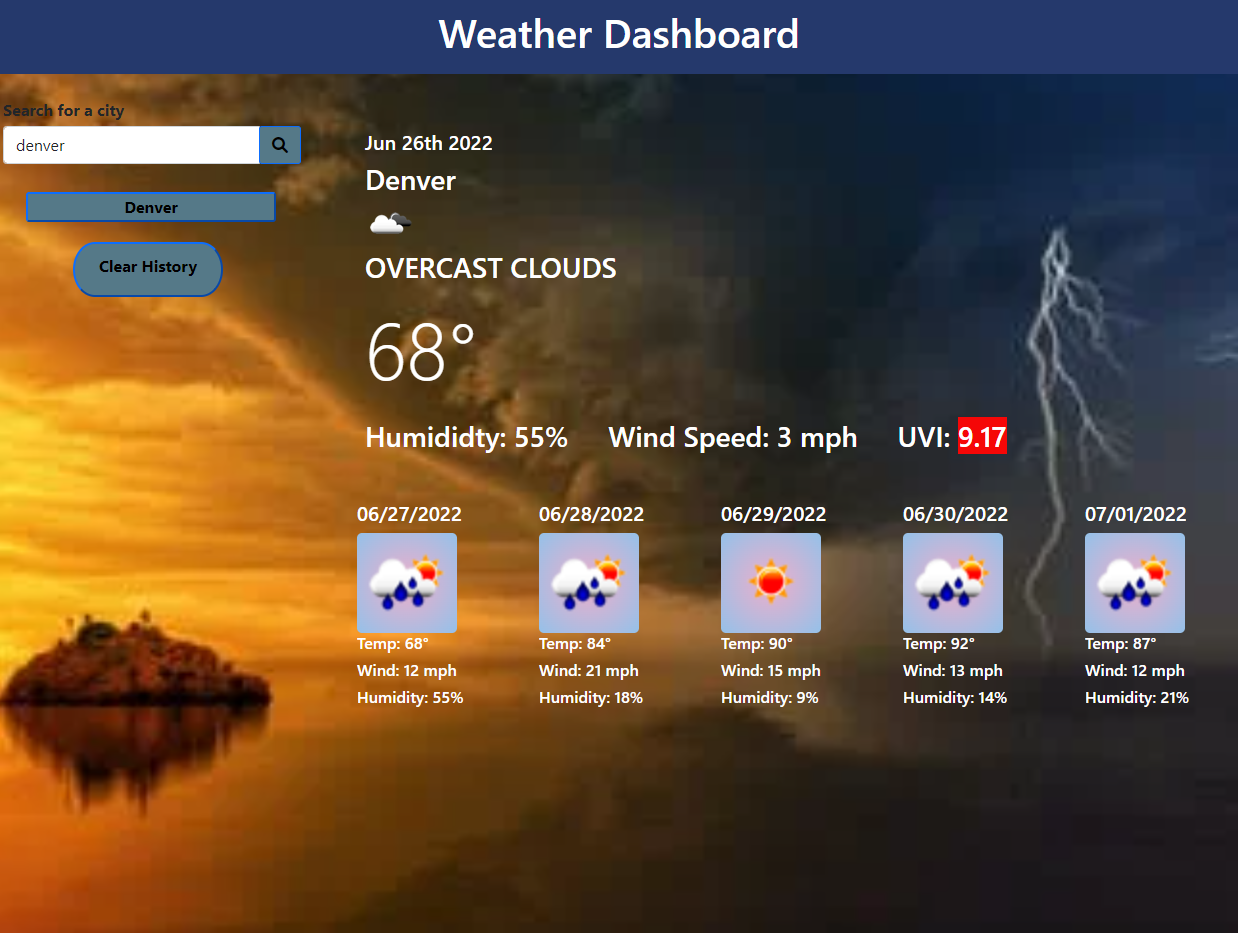 Weather Dashboard
Search for a city
denver
Denver
Clear History
Jun 26th 2022
Denver
OVERCAST CLOUDS
68°
Humididty: 55% Wind Speed: 3 mph UVI: 9.17
06/27/2022 06/28/2022 06/29/2022 06/30/2022 07/01/2022
Temp: 68° Temp: 84° Temp: 90° Temp: 92° Temp: 87°
Wind: 12 mph Wind: 21 mph Wind: 15 mph Wind: 13 mph Wind: 12 mph
Humidity: 55% Humidity: 18% Humidity: 9% Humidity: 14% Humidity: 21%